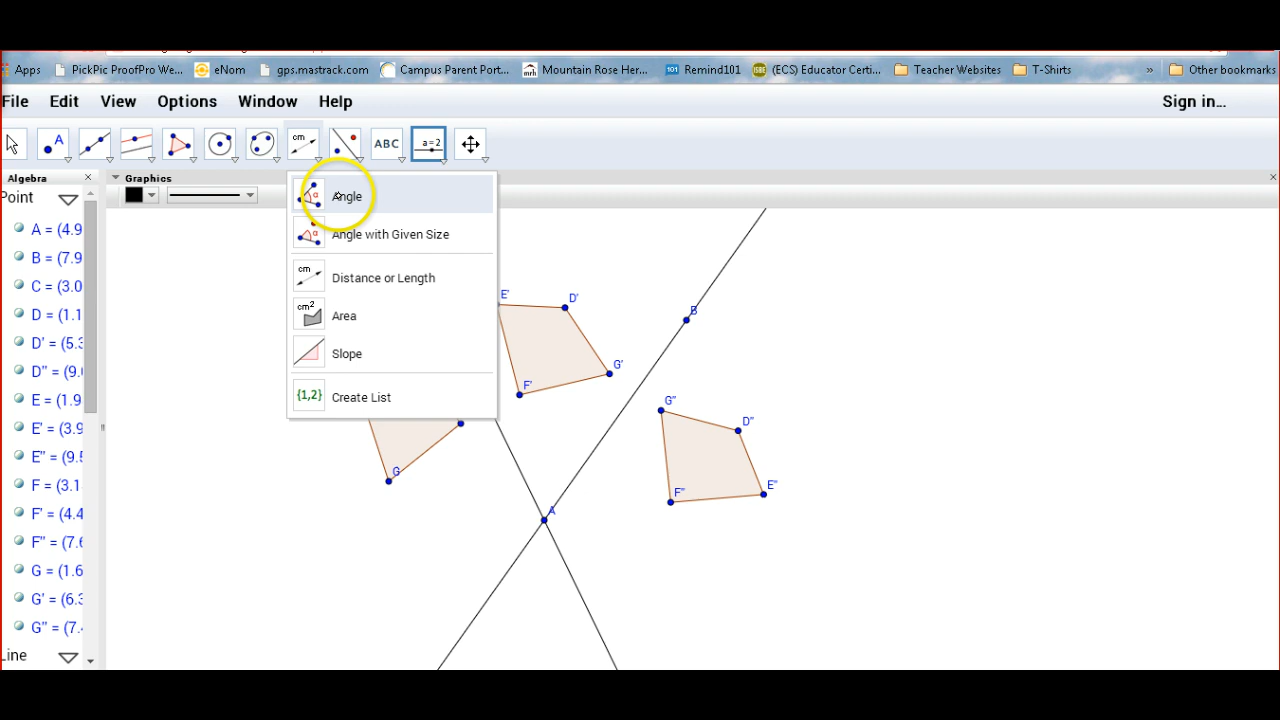 Apps PickPic ProofPro We... eNom gps.mastrack.com Campus Parent Port... Mountain Rose Her... 101 Remind101 ISBE (ECS) Educator Certi... Teacher Websites T-Shirts » Other bookmarks
File Edit View Options Window Help Sign in...
A cm ABC a=2
Algebra × Graphics ×
Point
α Angle
A = (4.9
α Angle with Given Size
B = (7.9
cm Distance or Length
C = (3.0
E' D'
B
D = (1.1
cm² Area
D' = (5.3
Slope
G'
D" = (9.0
F'
{1,2} Create List
E = (1.9
G"
D"
E' = (3.9
E" = (9.5
G
F = (3.1
E"
F"
F' = (4.4
A
F" = (7.6
G = (1.6
G' = (6.3
G" = (7.4
Line